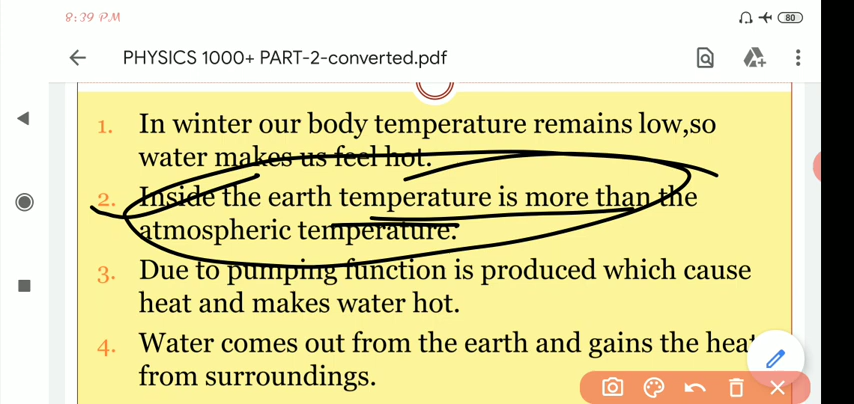 8:39 PM
80
PHYSICS 1000+ PART-2-converted.pdf
1. In winter our body temperature remains low,so
water makes us feel hot.
2. Inside the earth temperature is more than the
atmospheric temperature.
3. Due to pumping function is produced which cause
heat and makes water hot.
4. Water comes out from the earth and gains the heat
from surroundings.